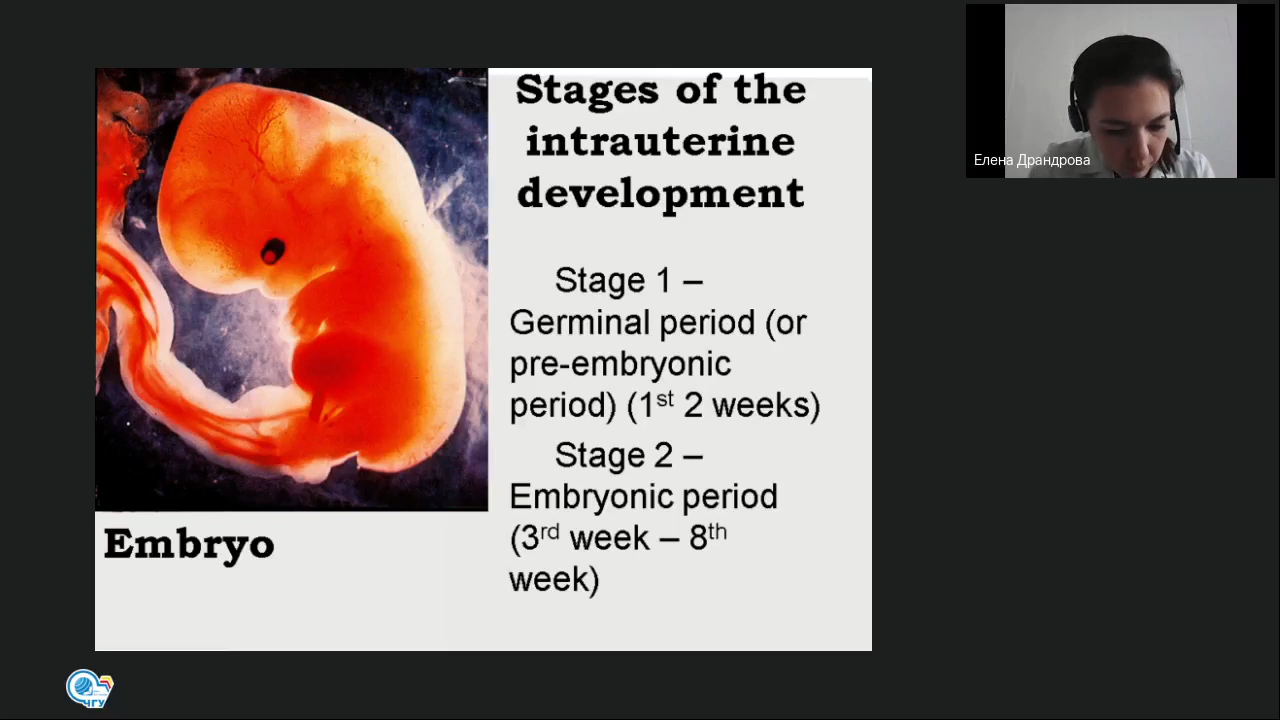 Stages of the
intrauterine
development
Stage 1 –
Germinal period (or
pre-embryonic
period) (1st 2 weeks)
Stage 2 –
Embryonic period
(3rd week – 8th
week)
Embryo
Елена Драндрова
ЧГУ